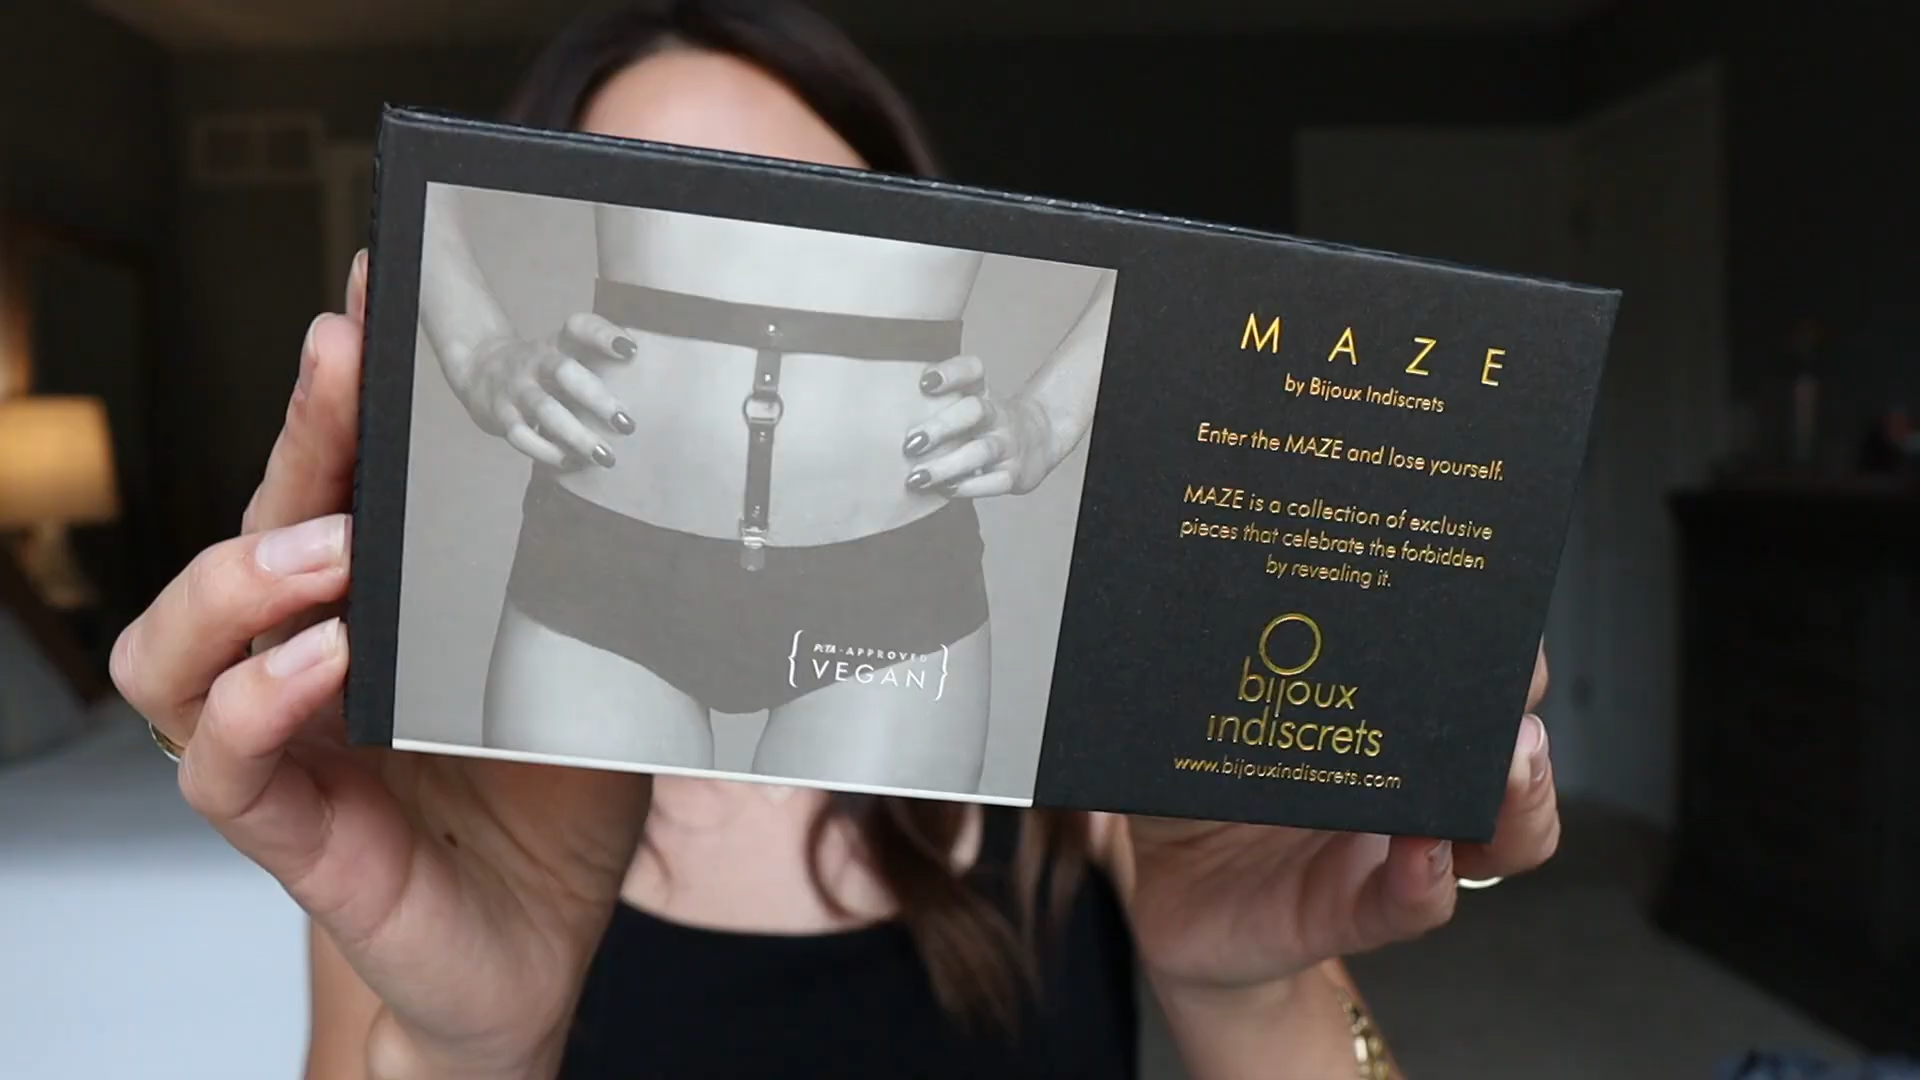 PETA-APPROVED
VEGAN
MAZE
by Bijoux Indiscrets
Enter the MAZE and lose yourself.
MAZE is a collection of exclusive
pieces that celebrate the forbidden
by revealing it.
bijoux
indiscrets
www.bijouxindiscrets.com